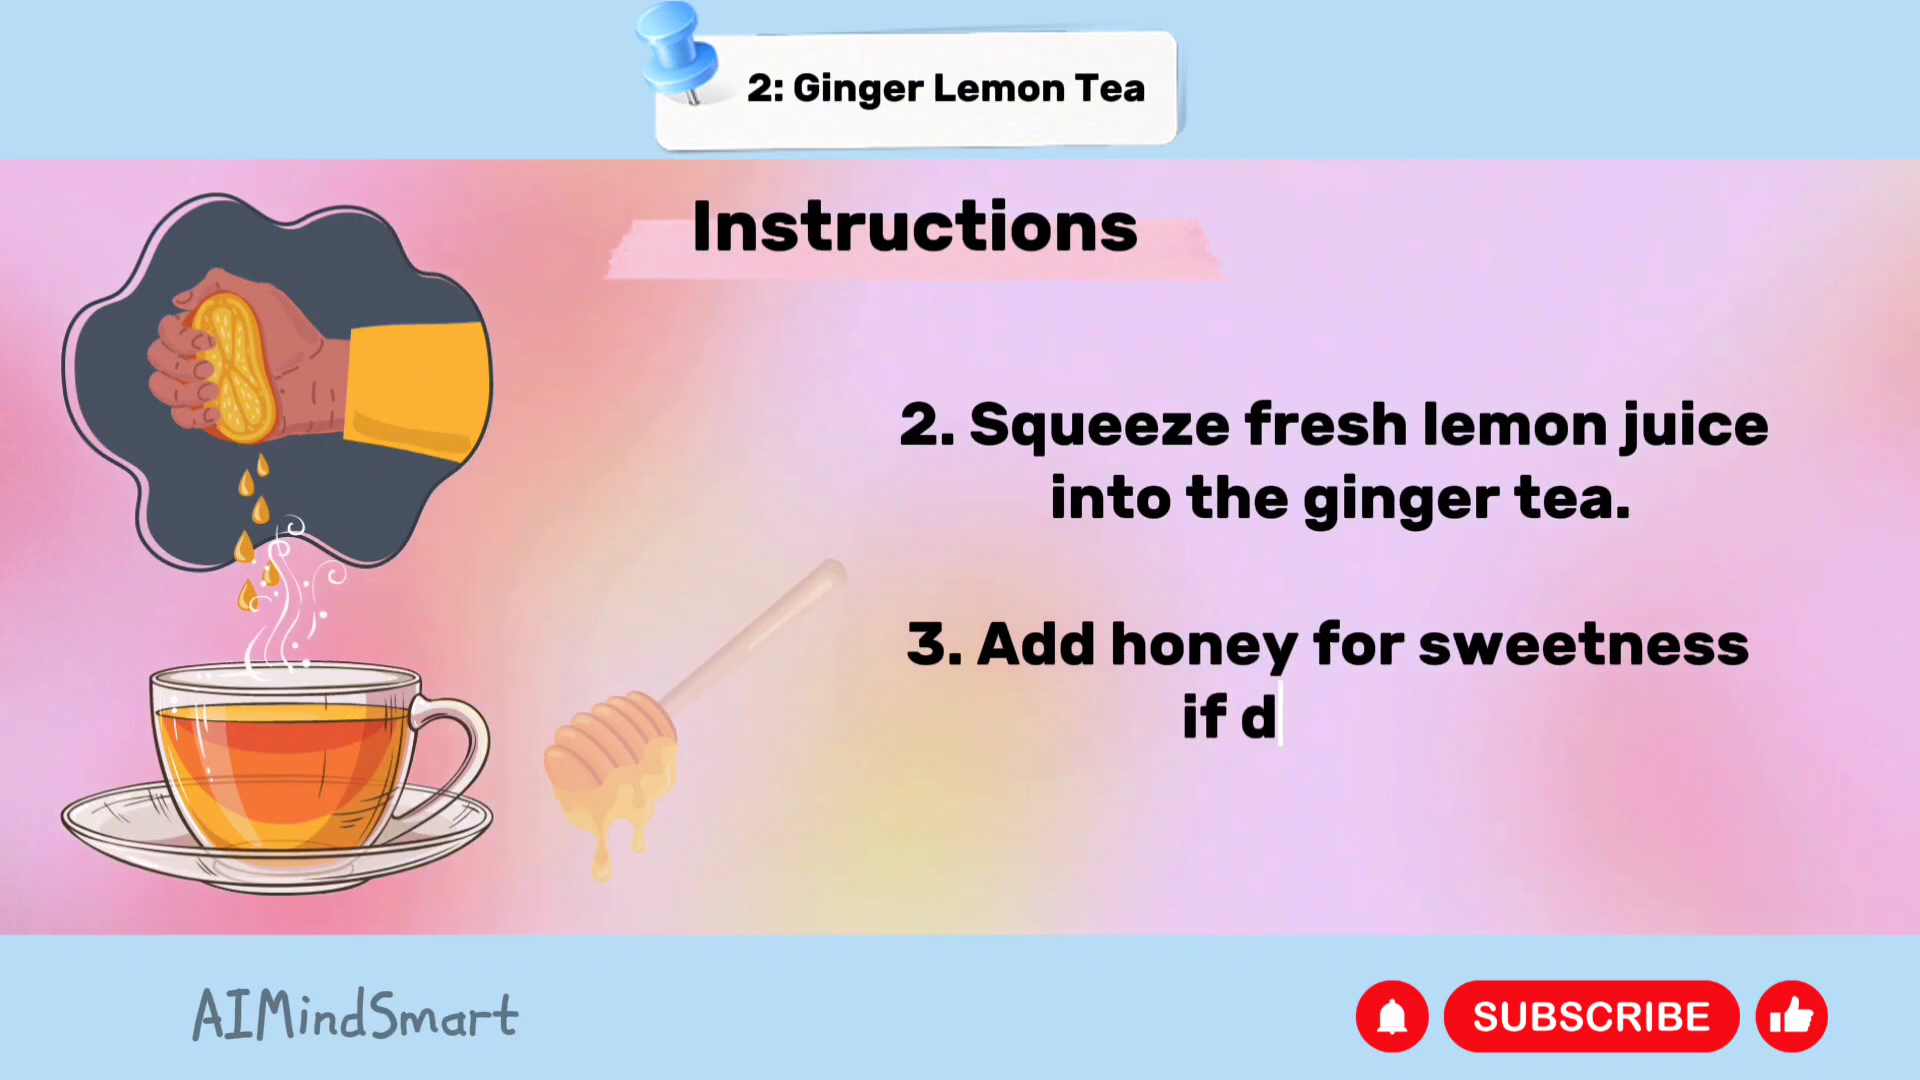 2: Ginger Lemon Tea
Instructions
2. Squeeze fresh lemon juice
into the ginger tea.
3. Add honey for sweetness
if d
AIMindSmart
SUBSCRIBE